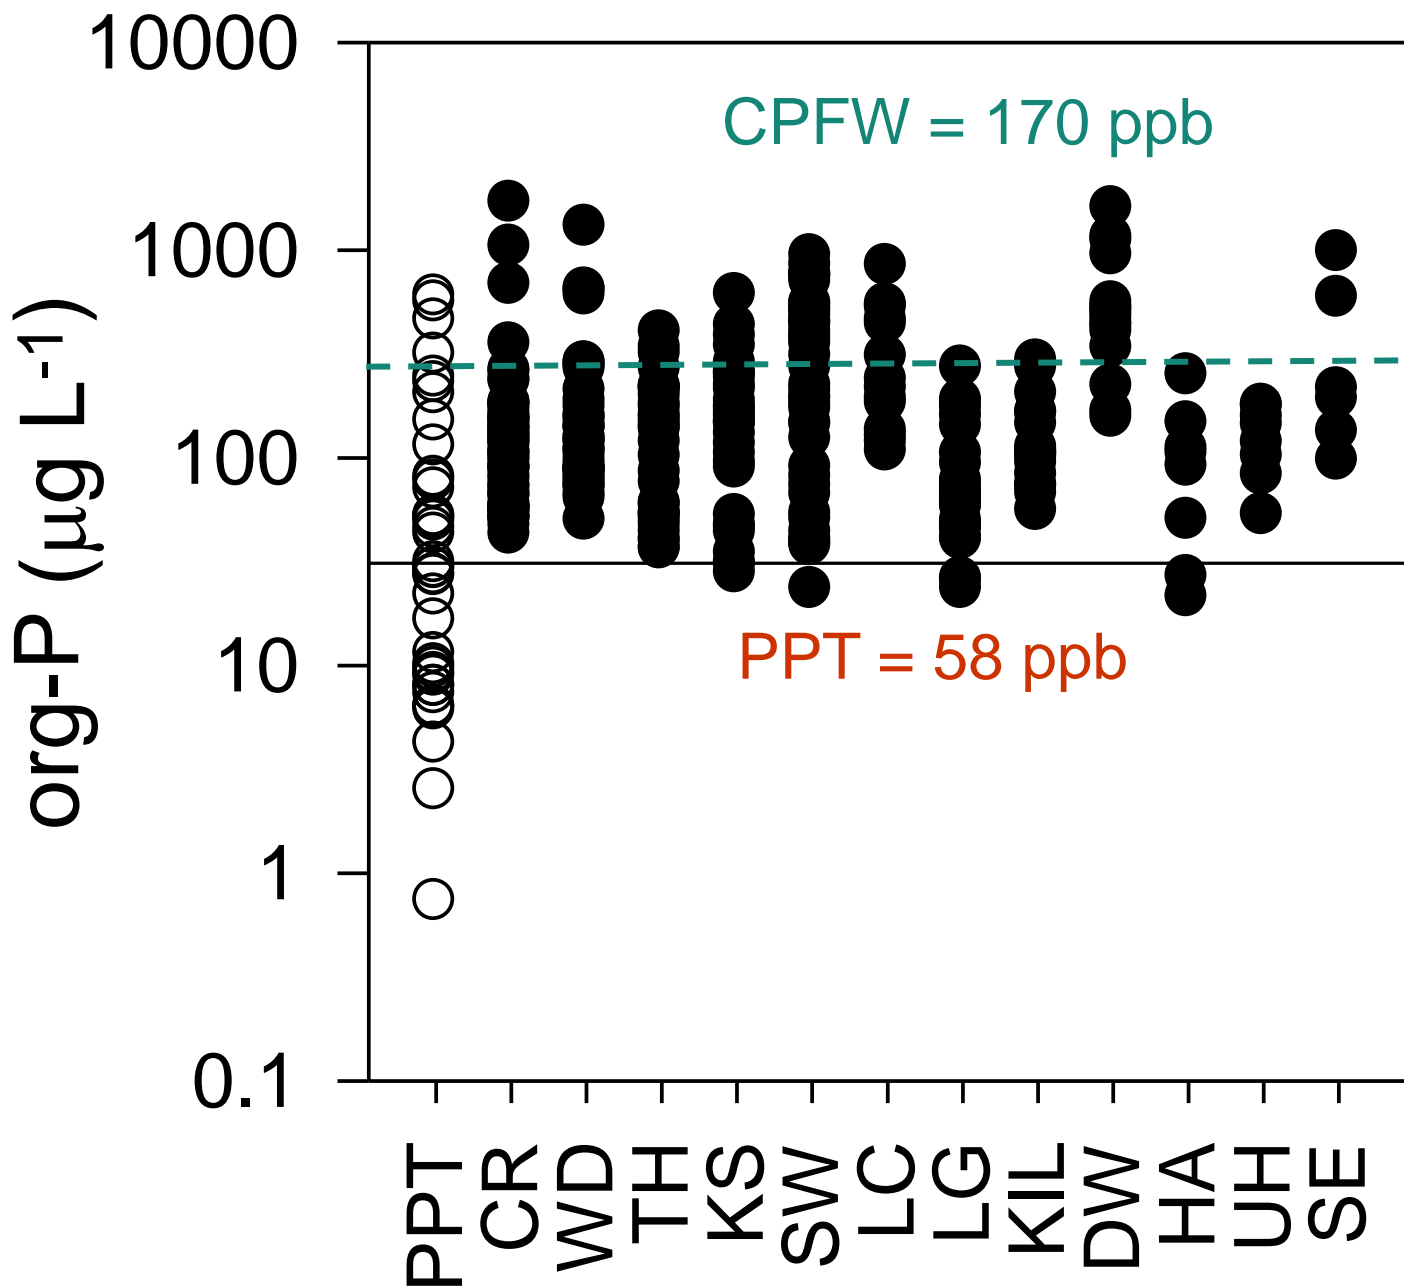 10000
CPFW = 170 ppb
1000
100
10
PPT = 58 ppb
1
0.1
org-P (µg L-1)
PPT
CR
WD
TH
KS
SW
LC
LG
KIL
DW
HA
UH
SE